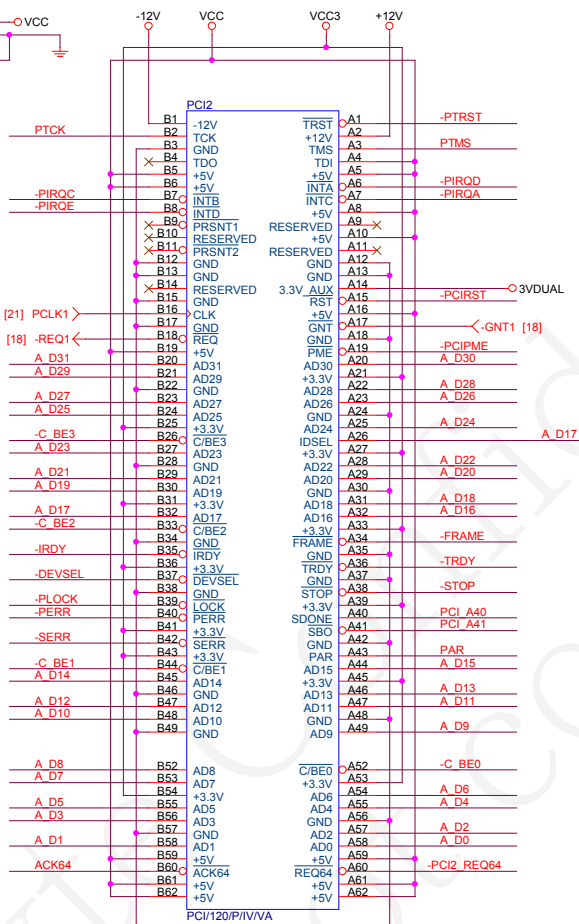 VCC -12V VCC VCC3 +12V
PCI2
B1 -12V TRST A1 -PTRST
PTCK B2 TCK +12V A2
B3 GND TMS A3 PTMS
B4 TDO TDI A4
B5 +5V +5V A5
B6 +5V INTA A6 -PIRQD
-PIRQC B7 INTB INTC A7 -PIRQA
-PIRQE B8 INTD +5V A8
B9 PRSNT1 RESERVED A9
B10 RESERVED +5V A10
B11 PRSNT2 RESERVED A11
B12 GND GND A12
B13 GND GND A13
B14 RESERVED 3.3V_AUX A14 3VDUAL
B15 GND RST A15 -PCIRST
[21] PCLK1 B16 CLK +5V A16
B17 GND GNT A17 -GNT1 [18]
[18] -REQ1 B18 REQ GND A18
B19 +5V PME A19 -PCIPME
A_D31 B20 AD31 AD30 A20 A_D30
A_D29 B21 AD29 +3.3V A21
B22 GND AD28 A22 A_D28
A_D27 B23 AD27 AD26 A23 A_D26
A_D25 B24 AD25 GND A24
B25 +3.3V AD24 A25 A_D24
-C_BE3 B26 C/BE3 IDSEL A26 A_D17
A_D23 B27 AD23 +3.3V A27
B28 GND AD22 A28 A_D22
A_D21 B29 AD21 AD20 A29 A_D20
A_D19 B30 AD19 GND A30
B31 +3.3V AD18 A31 A_D18
A_D17 B32 AD17 AD16 A32 A_D16
-C_BE2 B33 C/BE2 +3.3V A33
B34 GND FRAME A34 -FRAME
-IRDY B35 IRDY GND A35
B36 +3.3V TRDY A36 -TRDY
-DEVSEL B37 DEVSEL GND A37
B38 GND STOP A38 -STOP
-PLOCK B39 LOCK +3.3V A39
-PERR B40 PERR SDONE A40 PCI_A40
B41 +3.3V SBO A41 PCI_A41
-SERR B42 SERR GND A42
B43 +3.3V PAR A43 PAR
-C_BE1 B44 C/BE1 AD15 A44 A_D15
A_D14 B45 AD14 +3.3V A45
B46 GND AD13 A46 A_D13
A_D12 B47 AD12 AD11 A47 A_D11
A_D10 B48 AD10 GND A48
B49 GND AD9 A49 A_D9
A_D8 B52 AD8 C/BE0 A52 -C_BE0
A_D7 B53 AD7 +3.3V A53
B54 +3.3V AD6 A54 A_D6
A_D5 B55 AD5 AD4 A55 A_D4
A_D3 B56 AD3 GND A56
B57 GND AD2 A57 A_D2
A_D1 B58 AD1 AD0 A58 A_D0
B59 +5V +5V A59
ACK64 B60 ACK64 REQ64 A60 -PCI2_REQ64
B61 +5V +5V A61
B62 +5V +5V A62
PCI/120/P/IV/VA